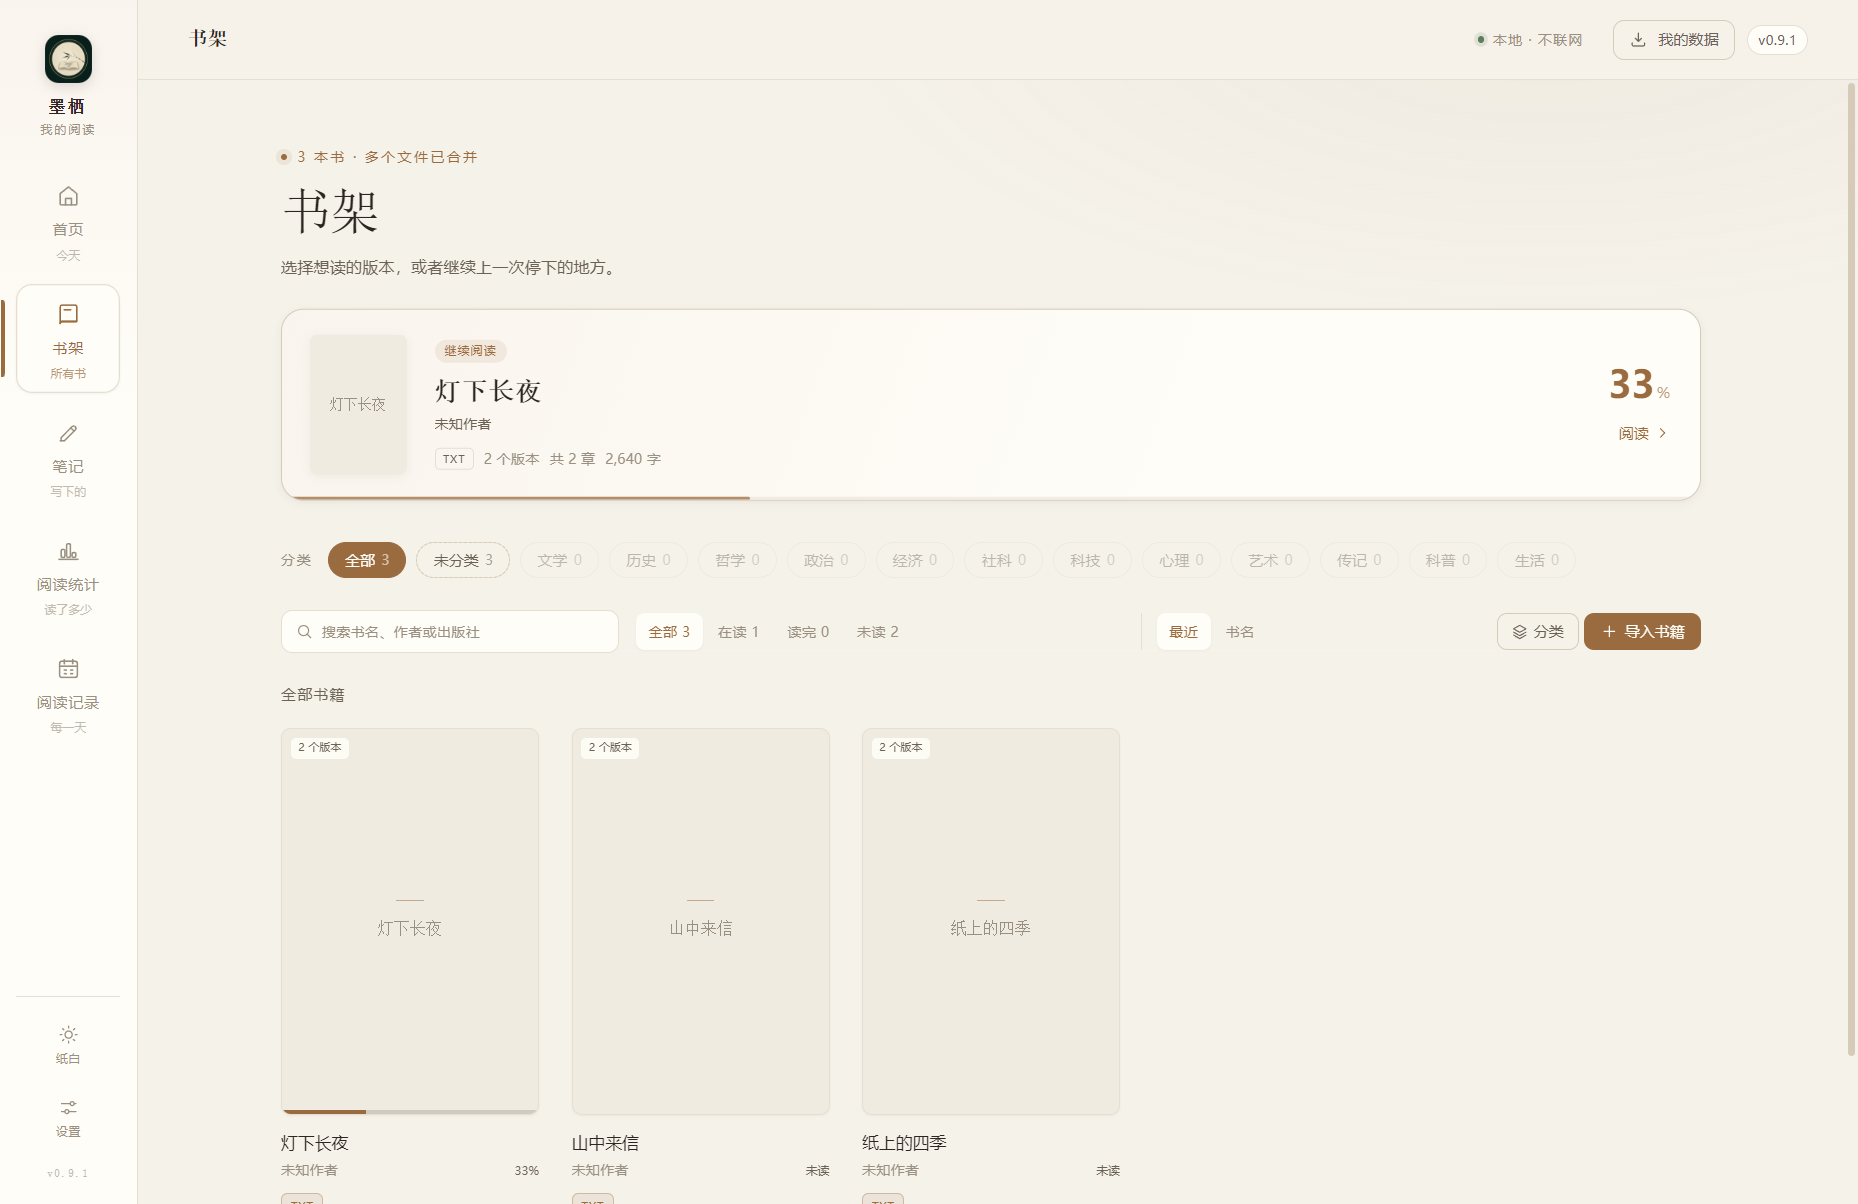 墨栖
我的阅读
首页
今天
书架
所有书
笔记
写下的
阅读统计
读了多少
阅读记录
每一天
纸白
设置
v0.9.1
书架
本地 · 不联网
我的数据
v0.9.1
3 本书 · 多个文件已合并
书架
选择想读的版本，或者继续上一次停下的地方。
灯下长夜
继续阅读
灯下长夜
未知作者
TXT 2 个版本 共 2 章 2,640 字
33%
阅读
分类 全部 3 未分类 3 文学 0 历史 0 哲学 0 政治 0 经济 0 社科 0 科技 0 心理 0 艺术 0 传记 0 科普 0 生活 0
搜索书名、作者或出版社
全部 3 在读 1 读完 0 未读 2
最近 书名
分类
导入书籍
全部书籍
2 个版本
灯下长夜
灯下长夜
未知作者 33%
TXT
2 个版本
山中来信
山中来信
未知作者 未读
TXT
2 个版本
纸上的四季
纸上的四季
未知作者 未读
TXT